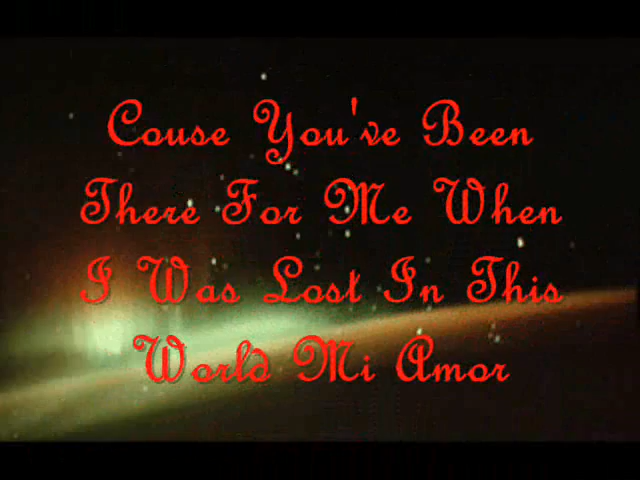 Couse You've Been
There For Me When
I Was Lost In This
World Mi Amor